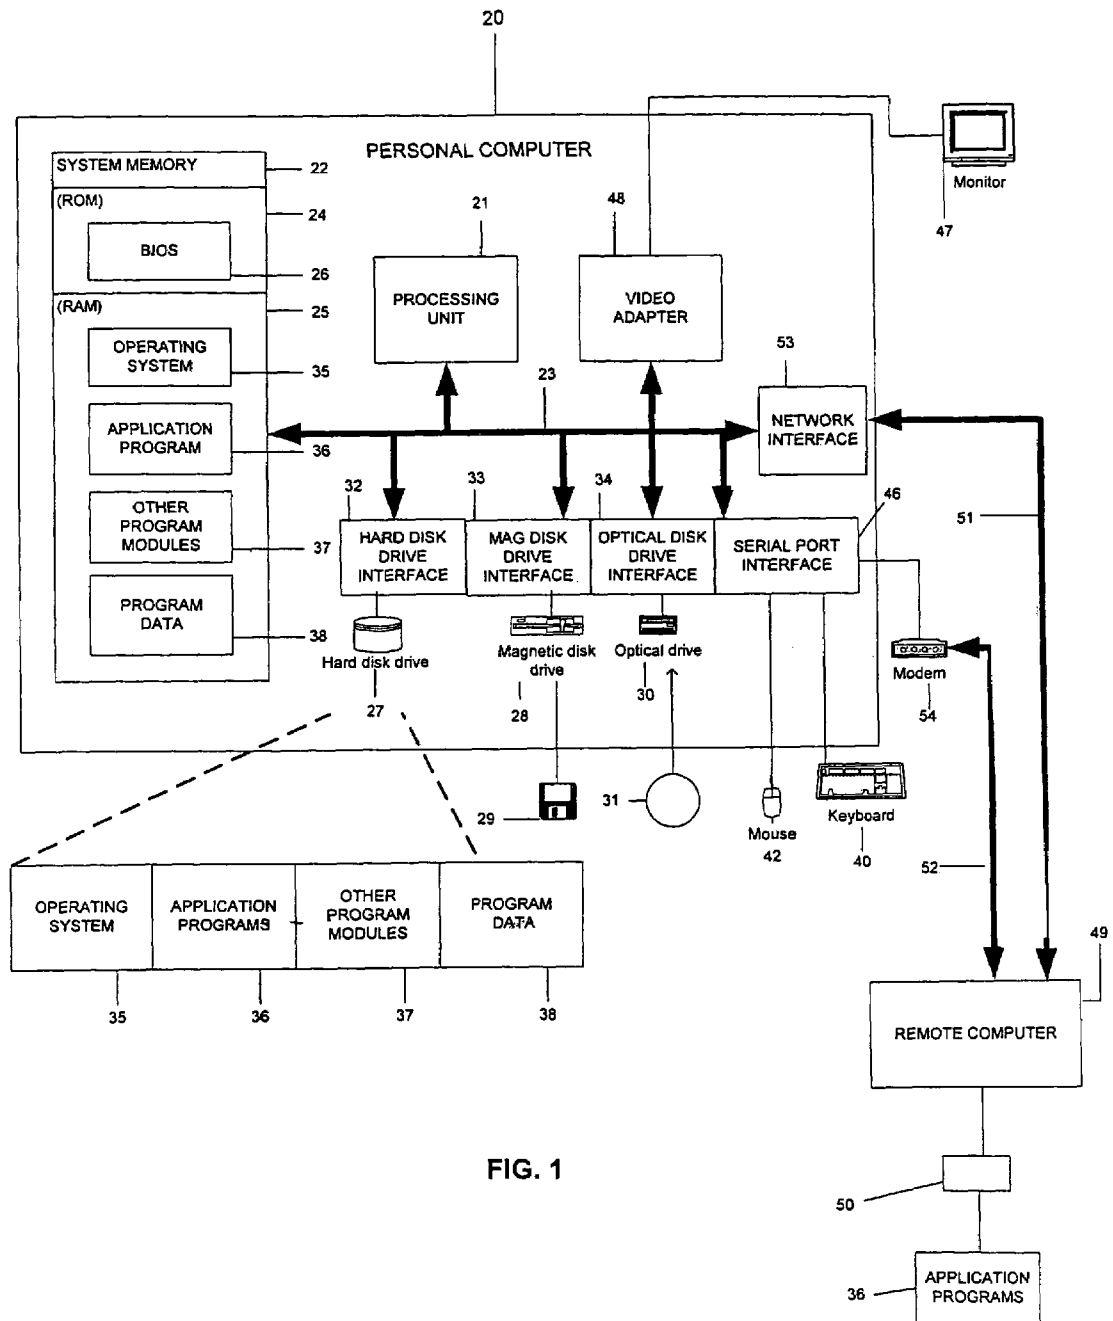 20
PERSONAL COMPUTER
SYSTEM MEMORY
22
(ROM)
24
BIOS
26
(RAM)
25
OPERATING
SYSTEM
35
APPLICATION
PROGRAM
36
OTHER
PROGRAM
MODULES
37
PROGRAM
DATA
38
21
PROCESSING
UNIT
48
VIDEO
ADAPTER
Monitor
47
23
53
NETWORK
INTERFACE
32
HARD DISK
DRIVE
INTERFACE
33
MAG DISK
DRIVE
INTERFACE
34
OPTICAL DISK
DRIVE
INTERFACE
46
SERIAL PORT
INTERFACE
51
Hard disk drive
27
Magnetic disk
drive
28
Optical drive
30
Modem
54
29
31
Mouse
42
Keyboard
40
52
OPERATING
SYSTEM
APPLICATION
PROGRAMS
OTHER
PROGRAM
MODULES
PROGRAM
DATA
35
36
37
38
49
REMOTE COMPUTER
FIG. 1
50
36
APPLICATION
PROGRAMS